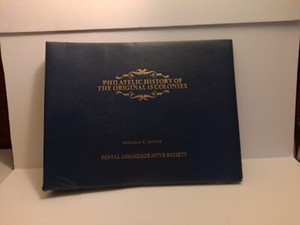 PHILATELIC HISTORY OF
THE ORIGINAL 13 COLONIES
POSTAL COMMEMORATIVE SOCIETY